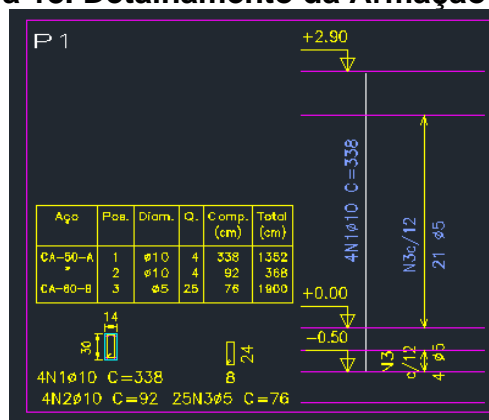 a 18. Detalhamento da Armação
P 1
+2.90
4N1ø10 C=338
N3c/12
21 ø5
Aço Pos. Diam. Q. Comp. (cm) Total (cm)
CA-50-A 1 ø10 4 338 1352
" 2 ø10 4 92 368
CA-60-B 3 ø5 25 76 1900
+0.00
-0.50
14
30
24
8
N3
c/12
4 ø5
4N1ø10 C=338
4N2ø10 C=92 25N3ø5 C=76